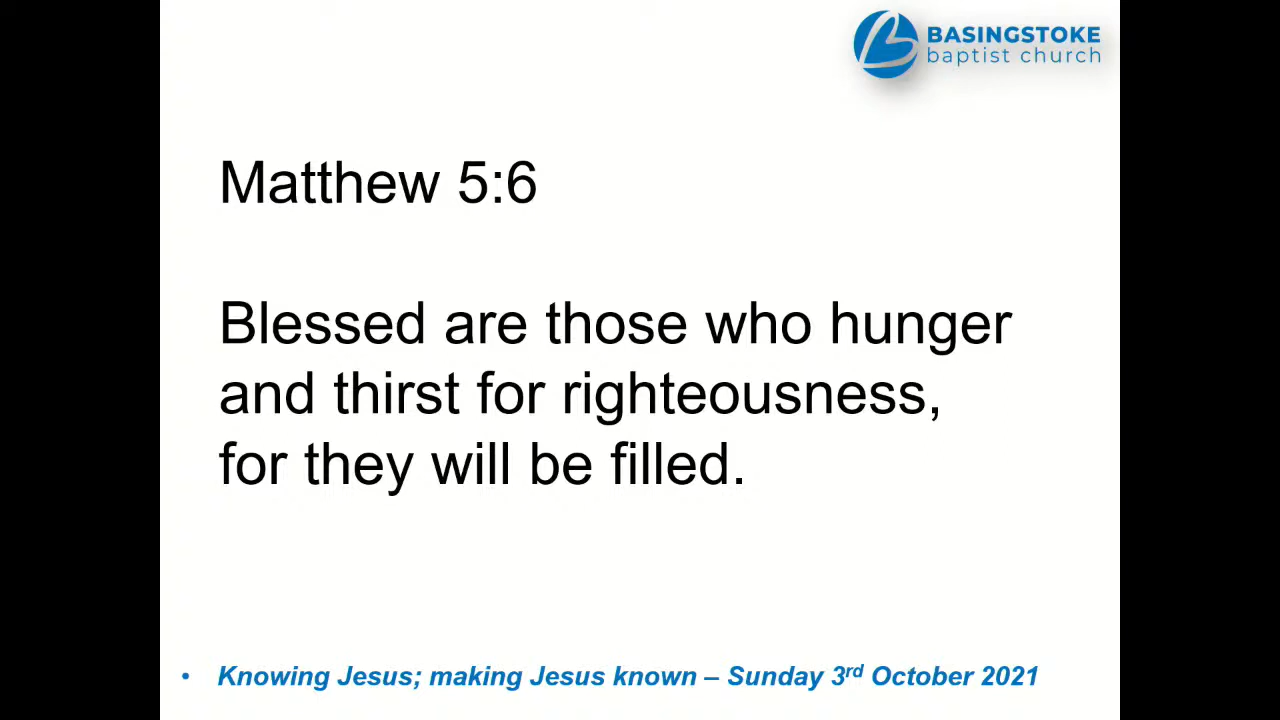 BASINGSTOKE
baptist church
Matthew 5:6
Blessed are those who hunger
and thirst for righteousness,
for they will be filled.
• Knowing Jesus; making Jesus known – Sunday 3rd October 2021